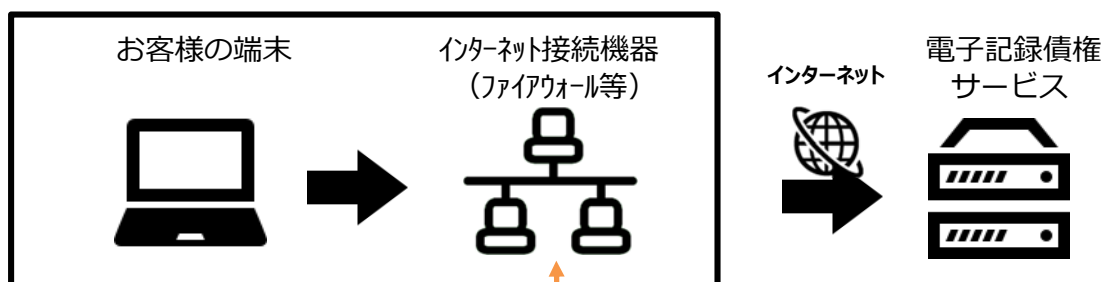 お客様の端末
インターネット接続機器
（ファイアウォール等）
インターネット
電子記録債権
サービス